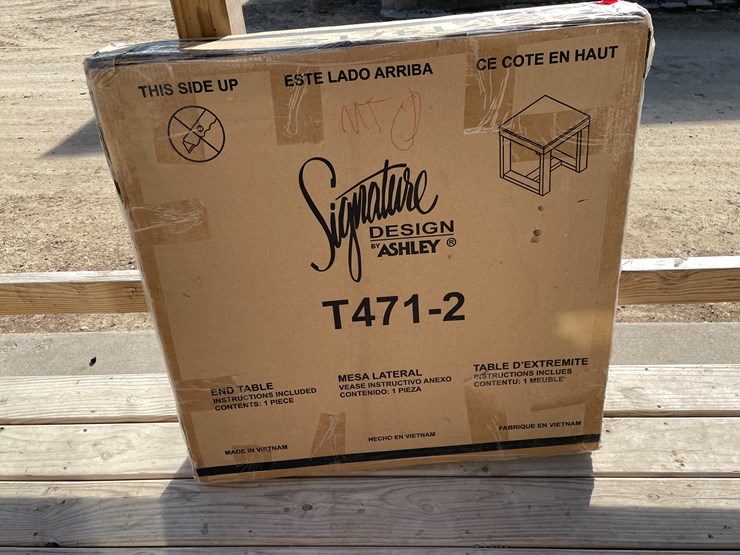 THIS SIDE UP
ESTE LADO ARRIBA
CE COTE EN HAUT
MT
Signature
DESIGN
BY ASHLEY ®
T471-2
END TABLE
INSTRUCTIONS INCLUDED
CONTENTS: 1 PIECE
MESA LATERAL
VEASE INSTRUCTIVO ANEXO
CONTENIDO: 1 PIEZA
TABLE D'EXTREMITE
INSTRUCTIONS INCLUES
CONTENTU: 1 MEUBLE
MADE IN VIETNAM
HECHO EN VIETNAM
FABRIQUE EN VIETNAM